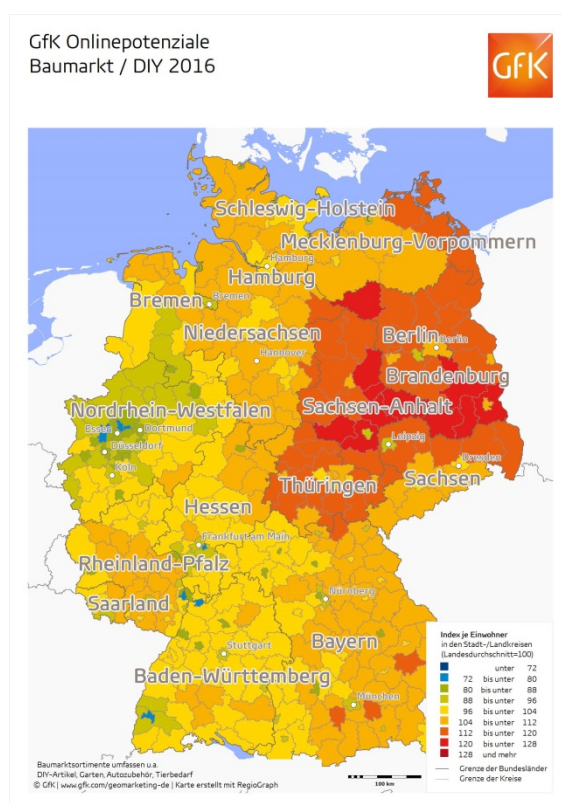 GfK Onlinepotenziale
Baumarkt / DIY 2016
GfK
Schleswig-Holstein
Mecklenburg-Vorpommern
Hamburg
Hamburg
Bremen
Bremen
Niedersachsen
Berlin
Berlin
Hannover
Brandenburg
Nordrhein-Westfalen
Sachsen-Anhalt
Essen
Dortmund
Leipzig
Düsseldorf
Köln
Dresden
Sachsen
Thüringen
Hessen
Frankfurt am Main
Rheinland-Pfalz
Saarland
Nürnberg
Bayern
Stuttgart
Baden-Württemberg
München
Index je Einwohner
in den Stadt-/Landkreisen
(Landesdurchschnitt=100)
unter 72
72 bis unter 80
80 bis unter 88
88 bis unter 96
96 bis unter 104
104 bis unter 112
112 bis unter 120
120 bis unter 128
128 und mehr
Grenze der Bundesländer
Grenze der Kreise
Baumarktsortimente umfassen u.a.
DIY-Artikel, Garten, Autozubehör, Tierbedarf
© GfK | www.gfk.com/geomarketing-de | Karte erstellt mit RegioGraph
100 km